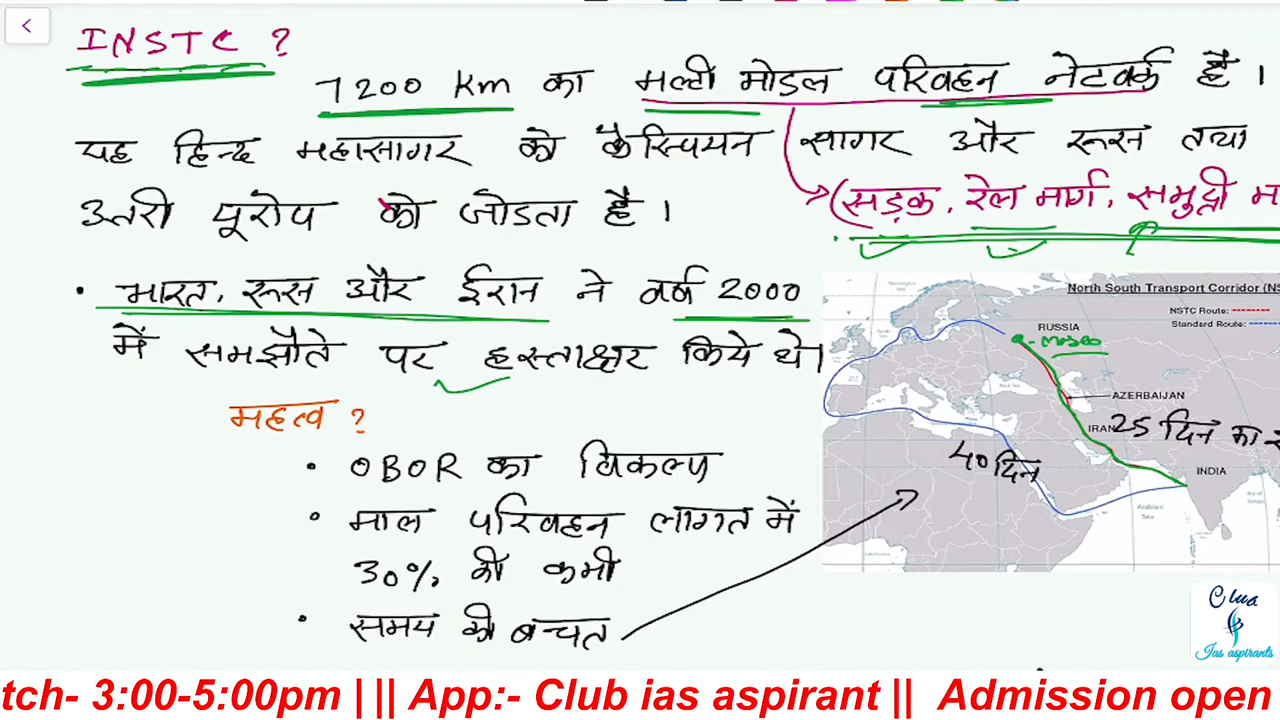 INSTC ?
7200 Km का मल्टी मोडल परिवहन नेटवर्क है।
यह हिन्द महासागर को कैस्पियन सागर और रूस तथा
(सड़क, रेल मार्ग, समुद्री म
उत्तरी यूरोप को जोडता है।
• भारत, रूस और ईरान ने वर्ष 2000
में समझौते पर हस्ताक्षर किये थे।
महत्व ?
• OBOR का विकल्प
• माल परिवहन लागत में
30% की कमी
• समय की बचत
North South Transport Corridor (NS
NSTC Route:
Standard Route:
RUSSIA
AZERBAIJAN
IRAN
25 दिन का
40 दिन
INDIA
Arabian
Sea
Club
Ias aspirants
tch- 3:00-5:00pm | || App:- Club ias aspirant || Admission open